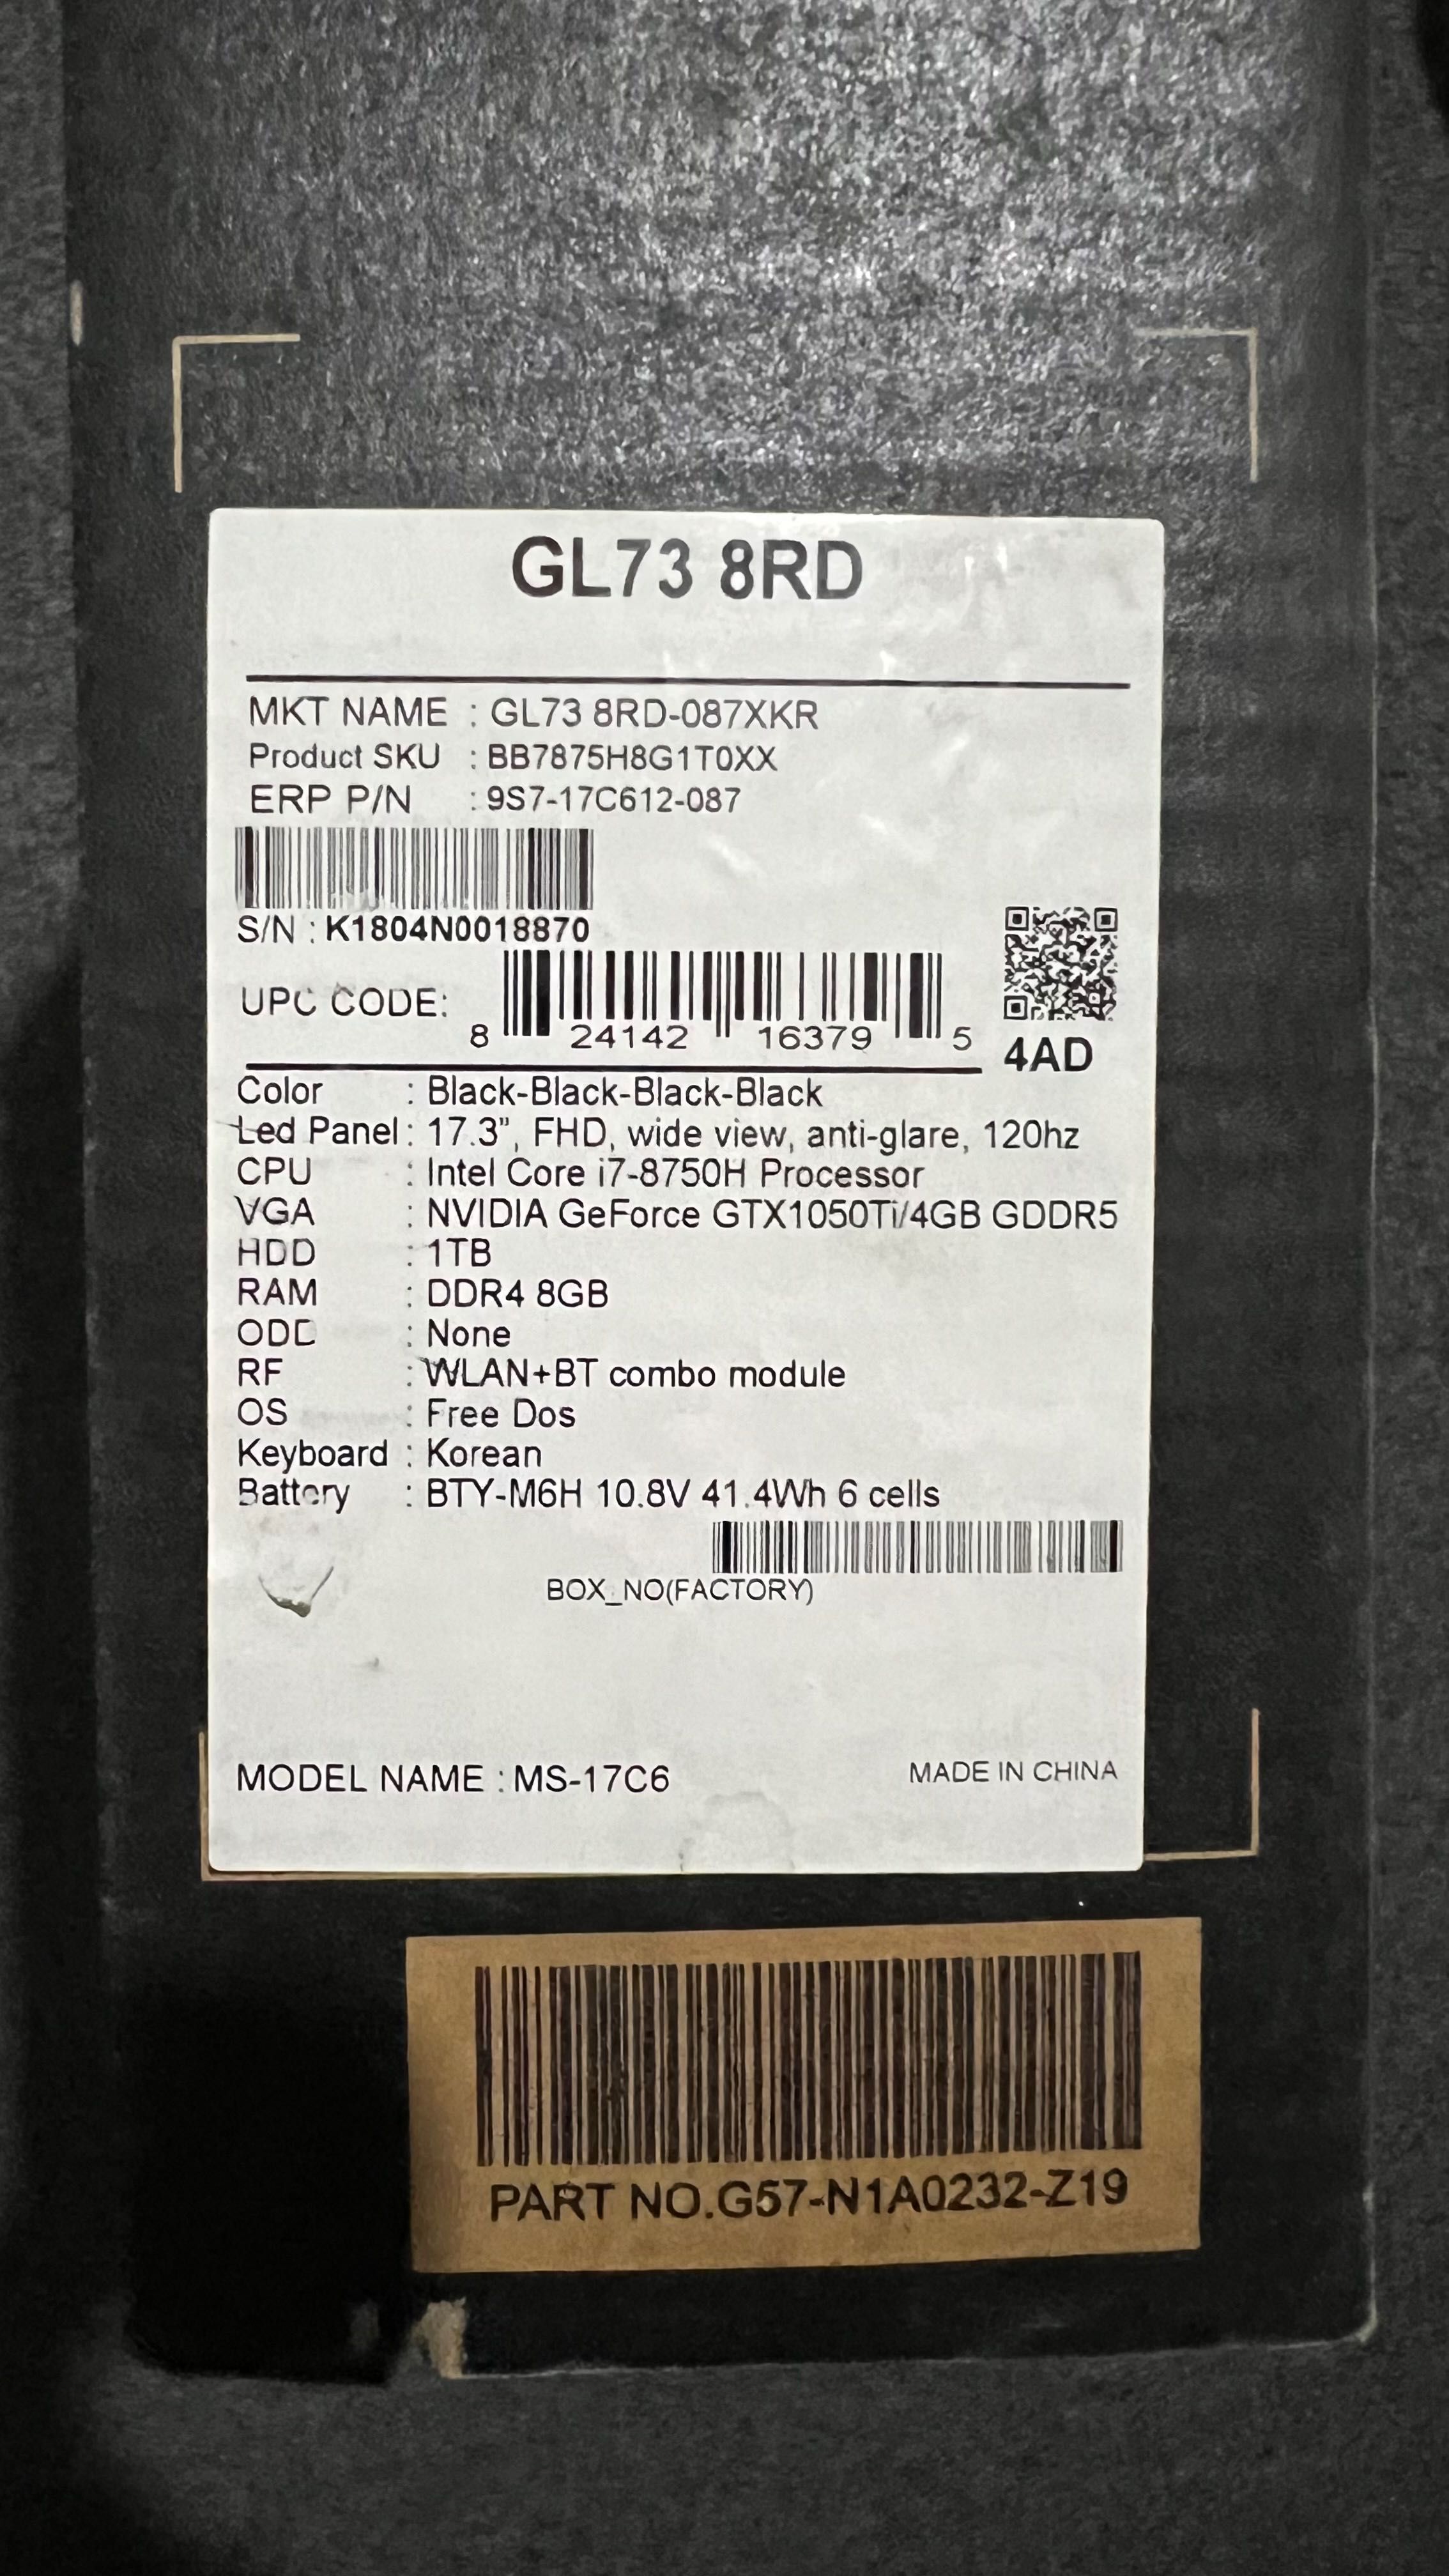 GL73 8RD
MKT NAME : GL73 8RD-087XKR
Product SKU : BB7875H8G1T0XX
ERP P/N : 9S7-17C612-087
S/N : K1804N0018870
UPC CODE:
8 24142 16379 5
4AD
Color : Black-Black-Black-Black
Led Panel : 17.3", FHD, wide view, anti-glare, 120hz
CPU : Intel Core i7-8750H Processor
VGA : NVIDIA GeForce GTX1050Ti/4GB GDDR5
HDD : 1TB
RAM : DDR4 8GB
ODD : None
RF : WLAN+BT combo module
OS : Free Dos
Keyboard : Korean
Battery : BTY-M6H 10.8V 41.4Wh 6 cells
BOX_NO(FACTORY)
MODEL NAME : MS-17C6
MADE IN CHINA
PART NO.G57-N1A0232-Z19